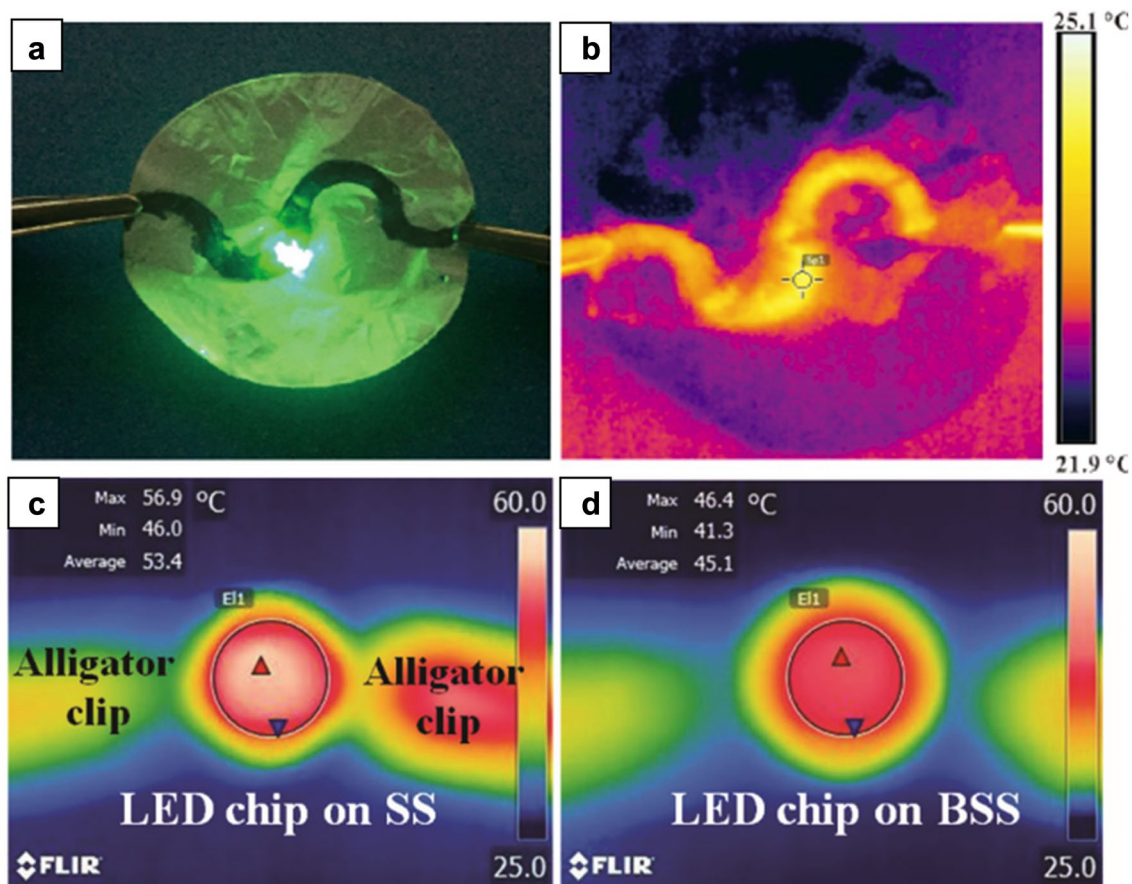 a
b
25.1 °C
Sp1
21.9 °C
c
Max 56.9 °C
Min 46.0
Average 53.4
60.0
El1
Alligator
clip
Alligator
clip
LED chip on SS
FLIR
25.0
d
Max 46.4 °C
Min 41.3
Average 45.1
60.0
El1
LED chip on BSS
FLIR
25.0